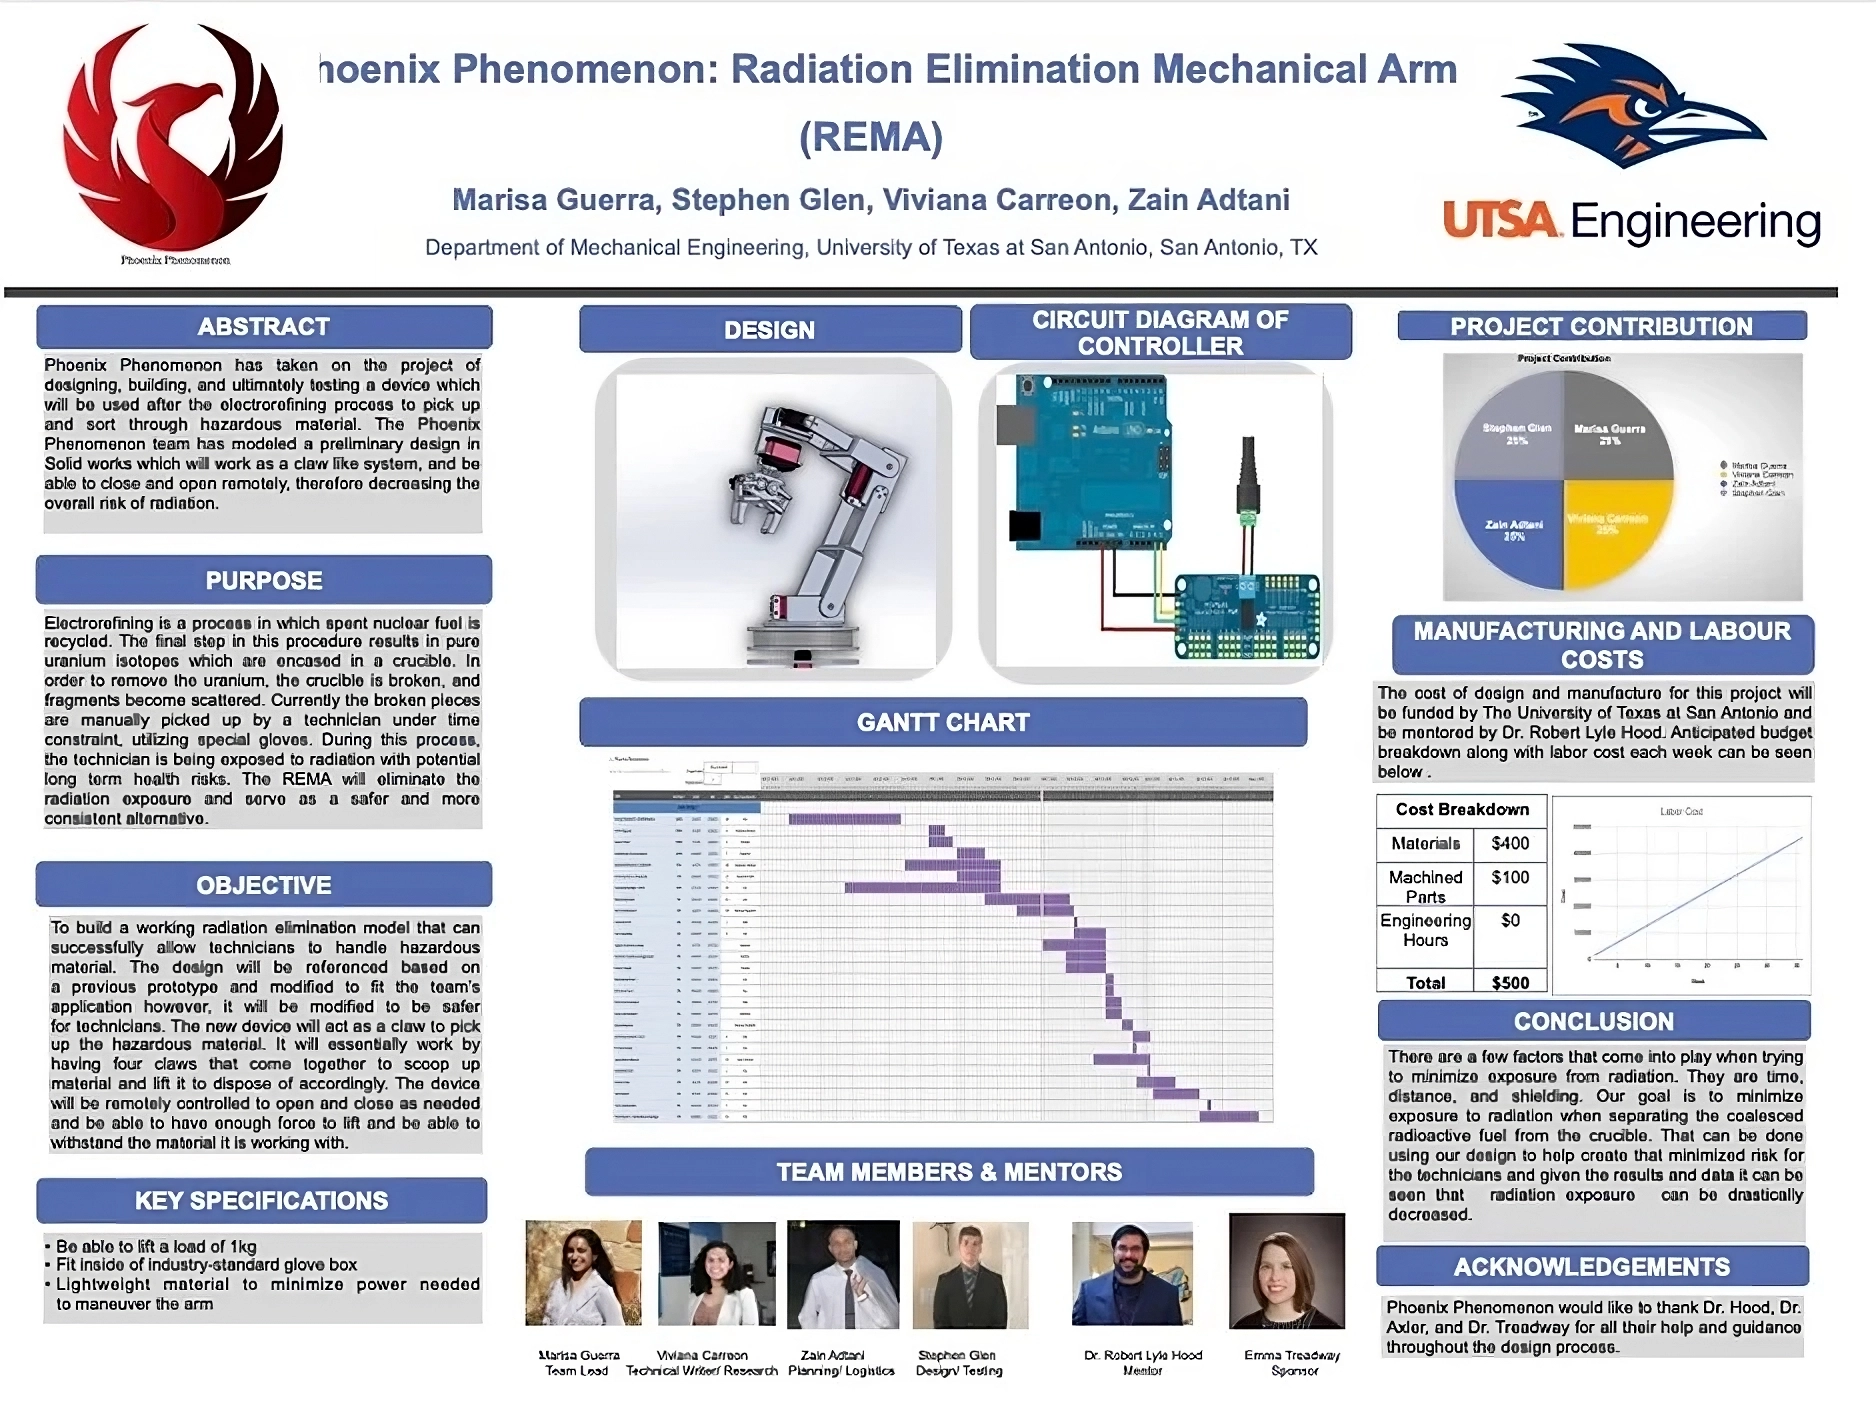 Phoenix Phenomenon
hoenix Phenomenon: Radiation Elimination Mechanical Arm
(REMA)
Marisa Guerra, Stephen Glen, Viviana Carreon, Zain Adtani
Department of Mechanical Engineering, University of Texas at San Antonio, San Antonio, TX
UTSA Engineering
ABSTRACT
Phoenix Phenomenon has taken on the project of
designing, building, and ultimately testing a device which
will be used after the electrorefining process to pick up
and sort through hazardous material. The Phoenix
Phenomenon team has modeled a preliminary design in
Solid works which will work as a claw like system, and be
able to close and open remotely, therefore decreasing the
overall risk of radiation.
PURPOSE
Electrorefining is a process in which spent nuclear fuel is
recycled. The final step in this procedure results in pure
uranium isotopes which are encased in a crucible. In
order to remove the uranium, the crucible is broken, and
fragments become scattered. Currently the broken pieces
are manually picked up by a technician under time
constraint, utilizing special gloves. During this process,
the technician is being exposed to radiation with potential
long term health risks. The REMA will eliminate the
radiation exposure and serve as a safer and more
consistent alternative.
OBJECTIVE
To build a working radiation elimination model that can
successfully allow technicians to handle hazardous
material. The design will be referenced based on
a previous prototype and modified to fit the team's
application however, it will be modified to be safer
for technicians. The new device will act as a claw to pick
up the hazardous material. It will essentially work by
having four claws that come together to scoop up
material and lift it to dispose of accordingly. The device
will be remotely controlled to open and close as needed
and be able to have enough force to lift and be able to
withstand the material it is working with.
KEY SPECIFICATIONS
• Be able to lift a load of 1kg
• Fit inside of industry-standard glove box
• Lightweight material to minimize power needed
to maneuver the arm
DESIGN
CIRCUIT DIAGRAM OF
CONTROLLER
GANTT CHART
TEAM MEMBERS & MENTORS
Marisa Guerra
Team Lead
Viviana Carreon
Technical Writer/ Research
Zain Adtani
Planning/ Logistics
Stephen Glen
Design/ Testing
Dr. Robert Lyle Hood
Mentor
Emma Treadway
Sponsor
PROJECT CONTRIBUTION
Project Contribution
Stephen Glen
25%
Marisa Guerra
25%
Zain Adtani
25%
Viviana Carreon
25%
Marisa Guerra
Viviana Carreon
Zain Adtani
Stephen Glen
MANUFACTURING AND LABOUR
COSTS
The cost of design and manufacture for this project will
be funded by The University of Texas at San Antonio and
be mentored by Dr. Robert Lyle Hood. Anticipated budget
breakdown along with labor cost each week can be seen
below .
Cost Breakdown
Materials $400
Machined
Parts $100
Engineering
Hours $0
Total $500
Labor Cost
CONCLUSION
There are a few factors that come into play when trying
to minimize exposure from radiation. They are time,
distance, and shielding. Our goal is to minimize
exposure to radiation when separating the coalesced
radioactive fuel from the crucible. That can be done
using our design to help create that minimized risk for
the technicians and given the results and data it can be
seen that radiation exposure can be drastically
decreased.
ACKNOWLEDGEMENTS
Phoenix Phenomenon would like to thank Dr. Hood, Dr.
Axler, and Dr. Treadway for all their help and guidance
throughout the design process.